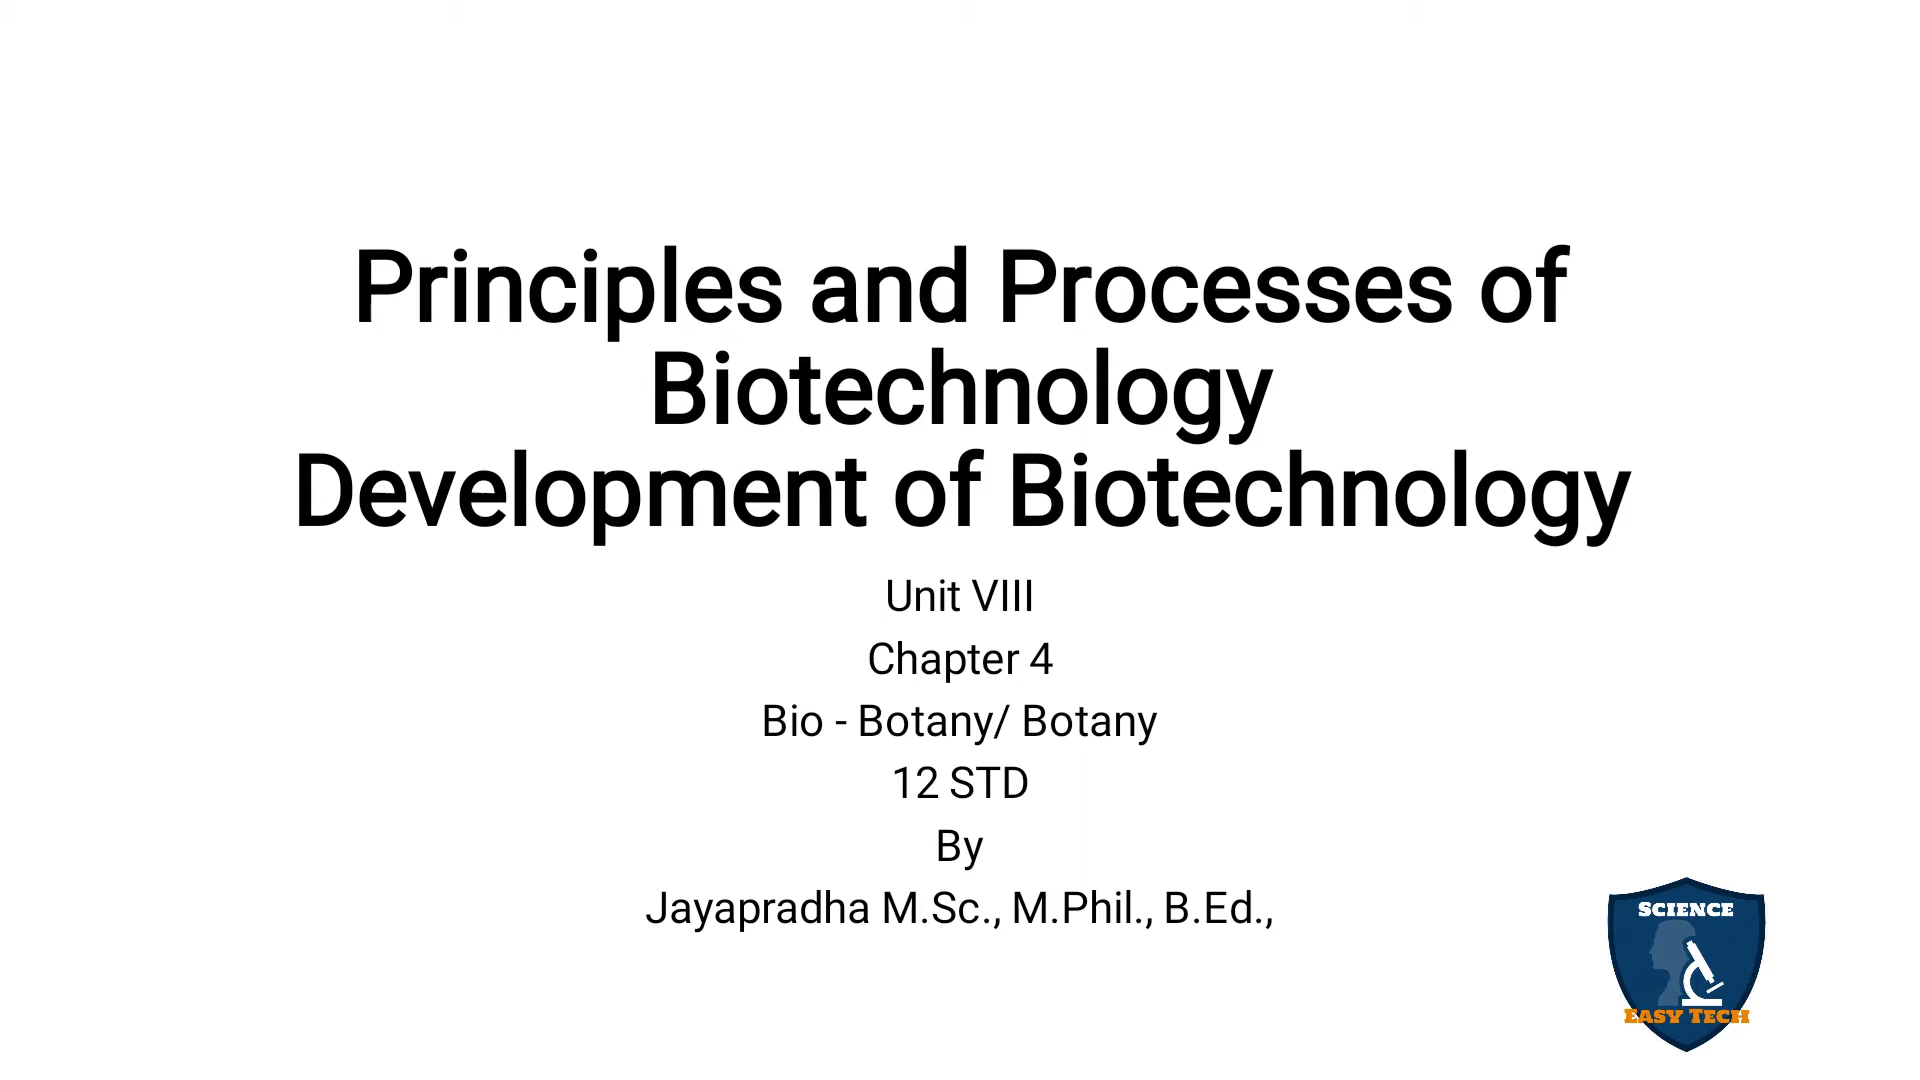 Principles and Processes of
Biotechnology
Development of Biotechnology
Unit VIII
Chapter 4
Bio - Botany/ Botany
12 STD
By
Jayapradha M.Sc., M.Phil., B.Ed.,
SCIENCE
EASY TECH